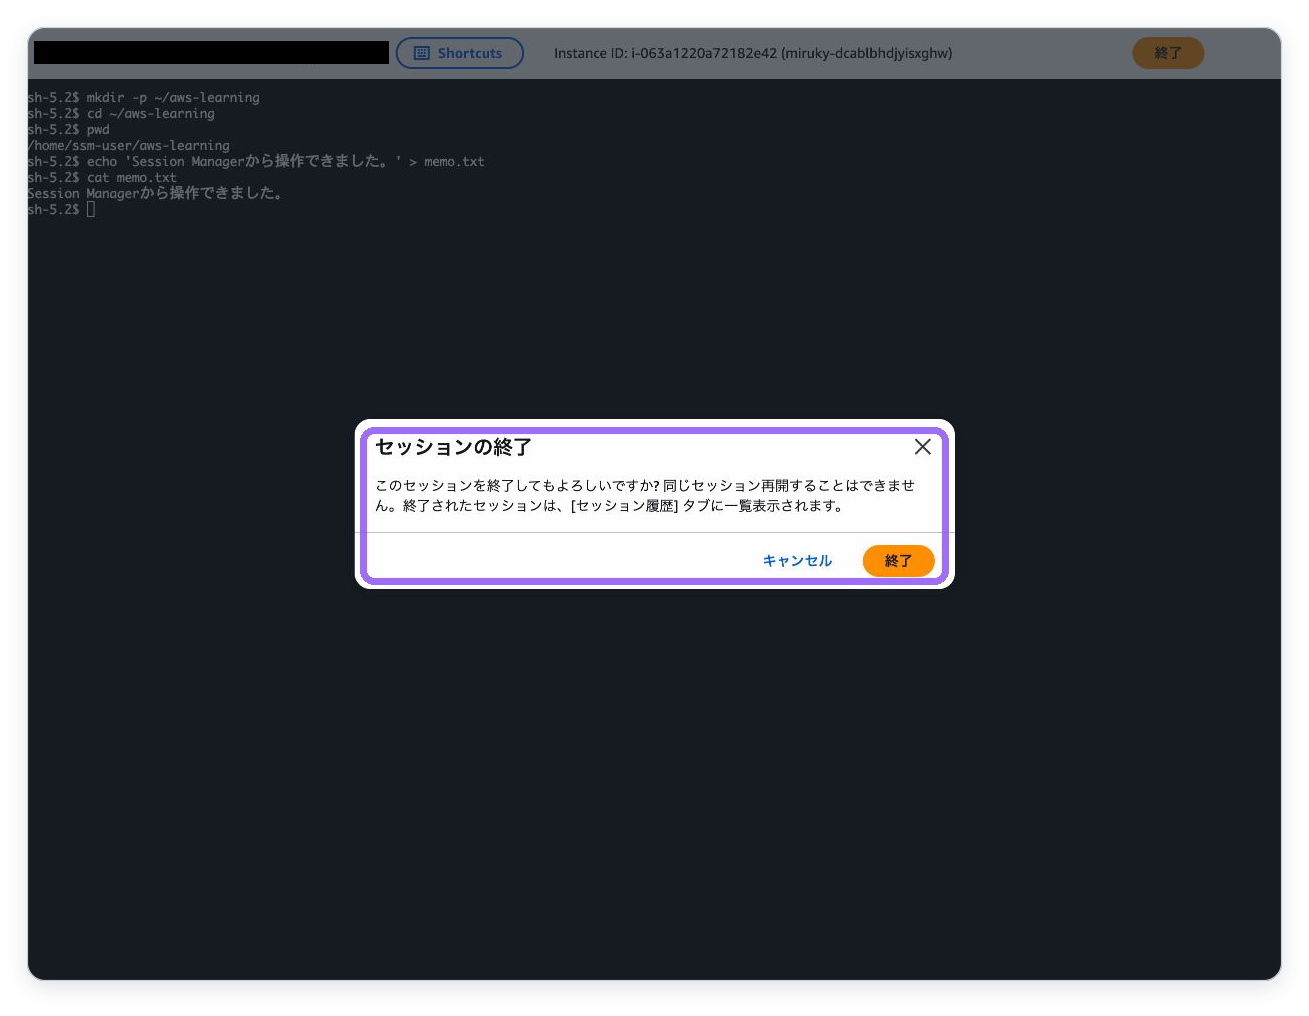 Shortcuts
Instance ID: i-063a1220a72182e42 (miruky-dcablbhdjyisxghw)
終了
sh-5.2$ mkdir -p ~/aws-learning
sh-5.2$ cd ~/aws-learning
sh-5.2$ pwd
/home/ssm-user/aws-learning
sh-5.2$ echo 'Session Managerから操作できました。' > memo.txt
sh-5.2$ cat memo.txt
Session Managerから操作できました。
sh-5.2$
セッションの終了
このセッションを終了してもよろしいですか? 同じセッション再開することはできませ
ん。終了されたセッションは、[セッション履歴] タブに一覧表示されます。
キャンセル
終了